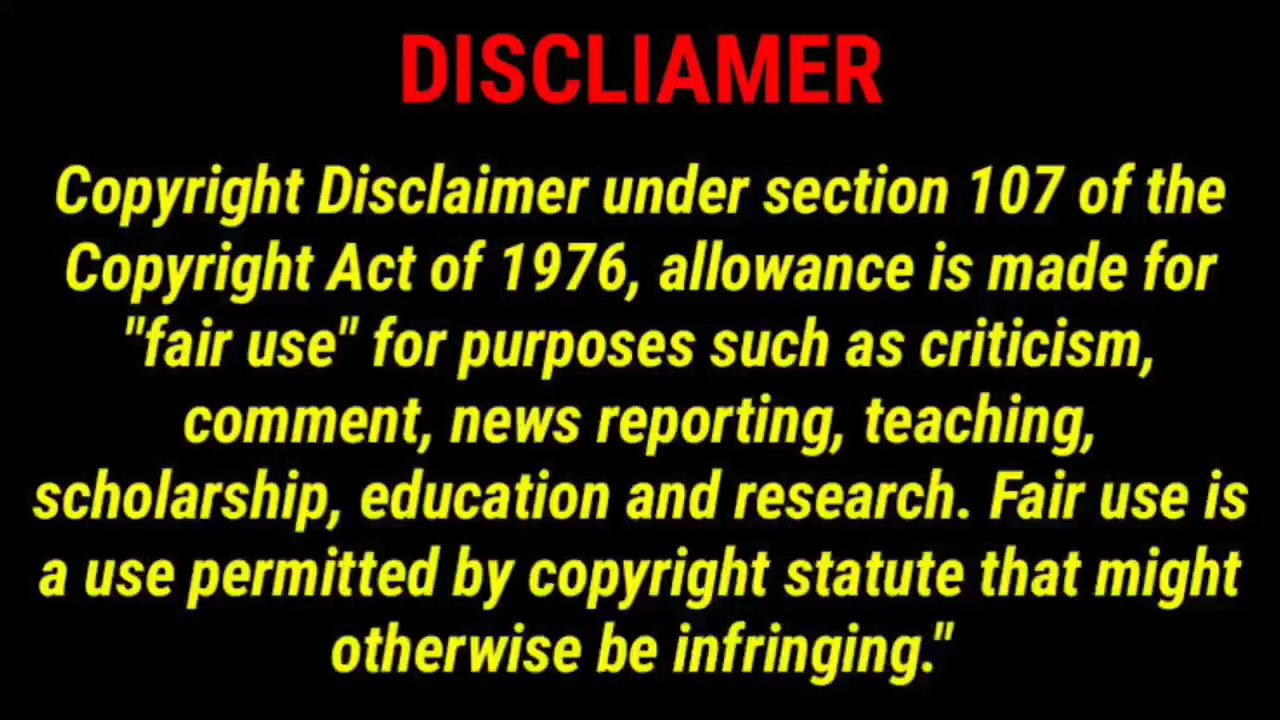 DISCLIAMER
Copyright Disclaimer under section 107 of the
Copyright Act of 1976, allowance is made for
"fair use" for purposes such as criticism,
comment, news reporting, teaching,
scholarship, education and research. Fair use is
a use permitted by copyright statute that might
otherwise be infringing."